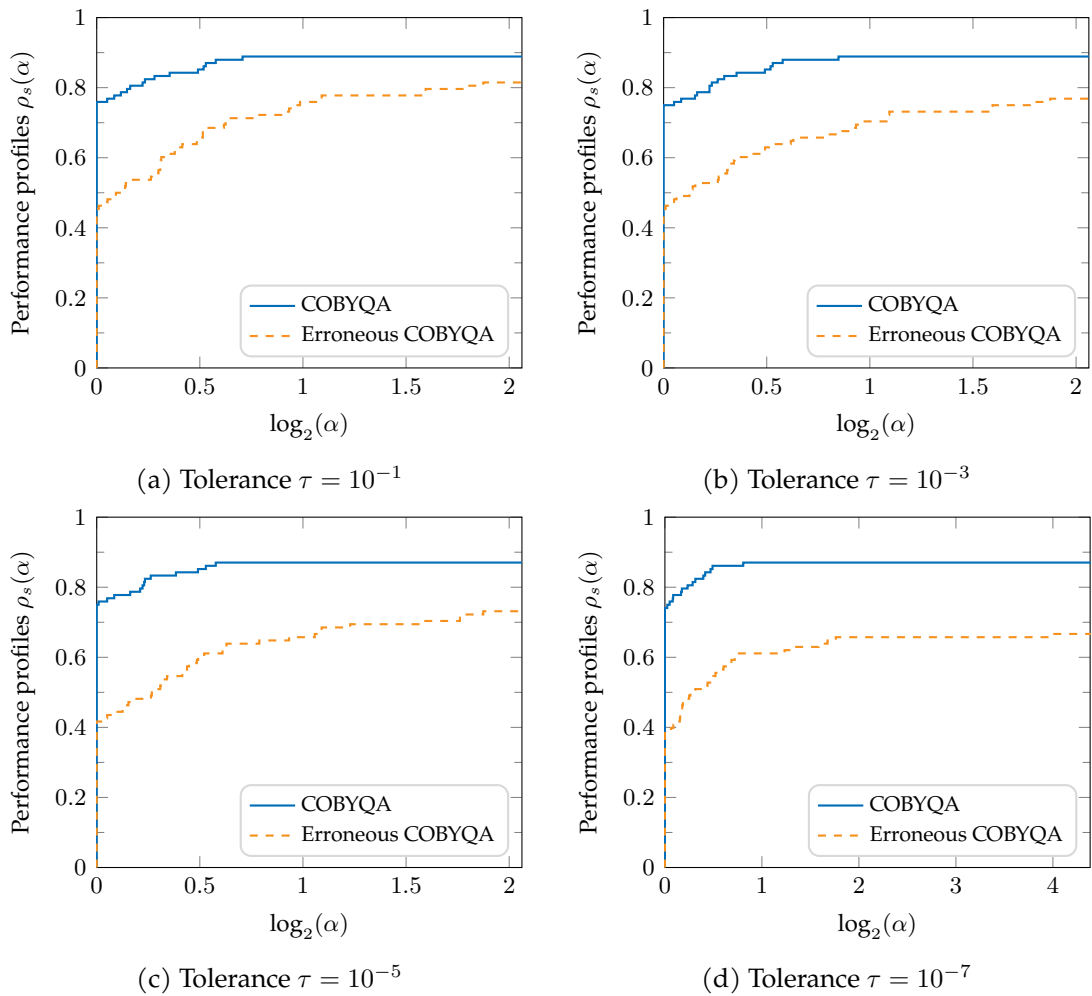 Performance profiles ρₛ(α)
1
0.8
0.6
0.4
0.2
0
0 0.5 1 1.5 2
log₂(α)
COBYQA
Erroneous COBYQA
(a) Tolerance τ = 10⁻¹
Performance profiles ρₛ(α)
1
0.8
0.6
0.4
0.2
0
0 0.5 1 1.5 2
log₂(α)
COBYQA
Erroneous COBYQA
(b) Tolerance τ = 10⁻³
Performance profiles ρₛ(α)
1
0.8
0.6
0.4
0.2
0
0 0.5 1 1.5 2
log₂(α)
COBYQA
Erroneous COBYQA
(c) Tolerance τ = 10⁻⁵
Performance profiles ρₛ(α)
1
0.8
0.6
0.4
0.2
0
0 1 2 3 4
log₂(α)
COBYQA
Erroneous COBYQA
(d) Tolerance τ = 10⁻⁷